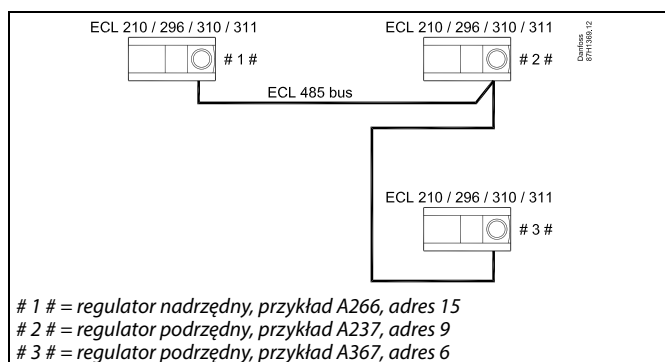 ECL 210 / 296 / 310 / 311
# 1 #
ECL 210 / 296 / 310 / 311
# 2 #
Danfoss
87H1369.12
ECL 485 bus
ECL 210 / 296 / 310 / 311
# 3 #
# 1 # = regulator nadrzędny, przykład A266, adres 15
# 2 # = regulator podrzędny, przykład A237, adres 9
# 3 # = regulator podrzędny, przykład A367, adres 6